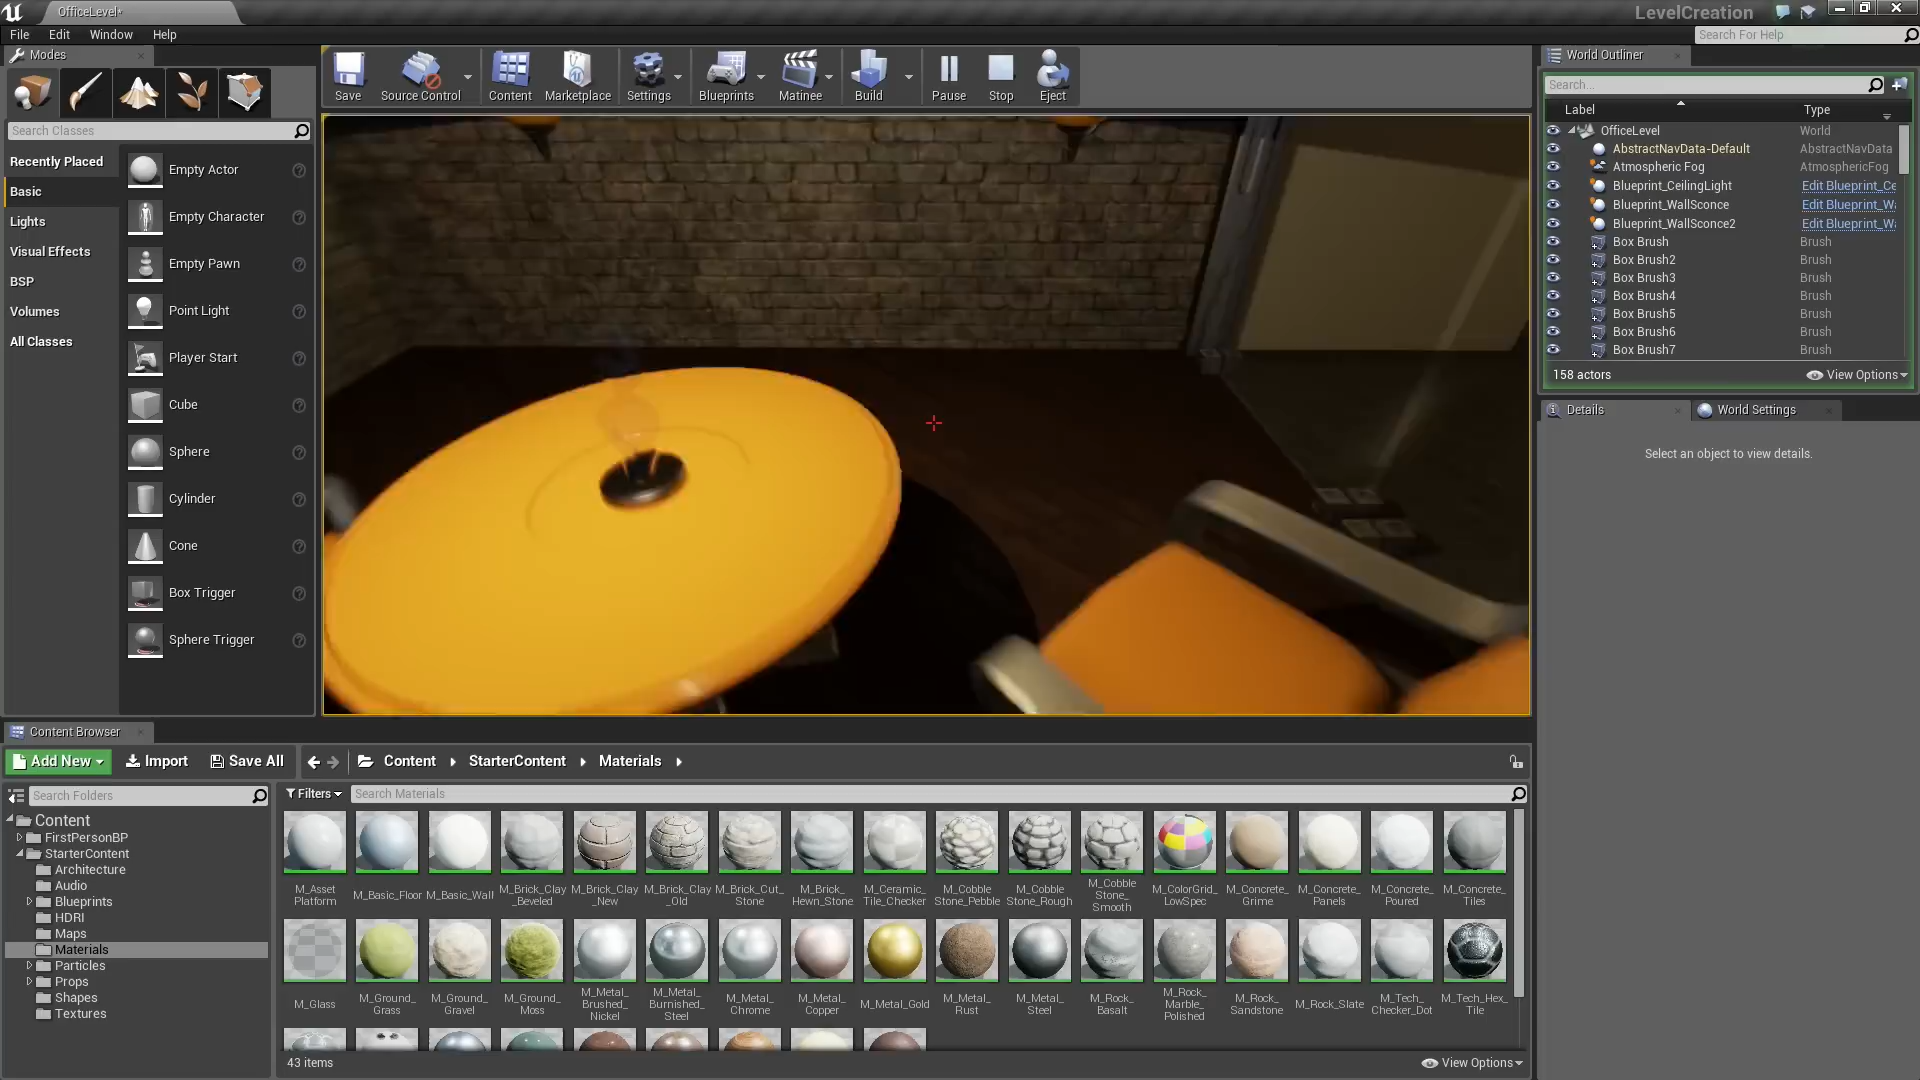 OfficeLevel*
LevelCreation
File Edit Window Help
Search For Help
Modes
Save
Source Control
Content
Marketplace
Settings
Blueprints
Matinee
Build
Pause
Stop
Eject
Search Classes
Recently Placed
Basic
Lights
Visual Effects
BSP
Volumes
All Classes
Empty Actor
Empty Character
Empty Pawn
Point Light
Player Start
Cube
Sphere
Cylinder
Cone
Box Trigger
Sphere Trigger
World Outliner
Search...
Label Type
OfficeLevel World
AbstractNavData-Default AbstractNavData
Atmospheric Fog AtmosphericFog
Blueprint_CeilingLight Edit Blueprint_Ce
Blueprint_WallSconce Edit Blueprint_Wa
Blueprint_WallSconce2 Edit Blueprint_Wa
Box Brush Brush
Box Brush2 Brush
Box Brush3 Brush
Box Brush4 Brush
Box Brush5 Brush
Box Brush6 Brush
Box Brush7 Brush
158 actors View Options
Details World Settings
Select an object to view details.
Content Browser
Add New Import Save All Content StarterContent Materials
Search Folders
Filters Search Materials
Content
FirstPersonBP
StarterContent
Architecture
Audio
Blueprints
HDRI
Maps
Materials
Particles
Props
Shapes
Textures
M_Asset
Platform
M_Basic_Floor
M_Basic_Wall
M_Brick_Clay
_Beveled
M_Brick_Clay
_New
M_Brick_Clay
_Old
M_Brick_Cut_
Stone
M_Brick_
Hewn_Stone
M_Ceramic_
Tile_Checker
M_Cobble
Stone_Pebble
M_Cobble
Stone_Rough
M_Cobble
Stone_
Smooth
M_ColorGrid_
LowSpec
M_Concrete_
Grime
M_Concrete_
Panels
M_Concrete_
Poured
M_Concrete_
Tiles
M_Glass
M_Ground_
Grass
M_Ground_
Gravel
M_Ground_
Moss
M_Metal_
Brushed_
Nickel
M_Metal_
Burnished_
Steel
M_Metal_
Chrome
M_Metal_
Copper
M_Metal_Gold
M_Metal_
Rust
M_Metal_
Steel
M_Rock_
Basalt
M_Rock_
Marble_
Polished
M_Rock_
Sandstone
M_Rock_Slate
M_Tech_
Checker_Dot
M_Tech_Hex_
Tile
43 items
View Options